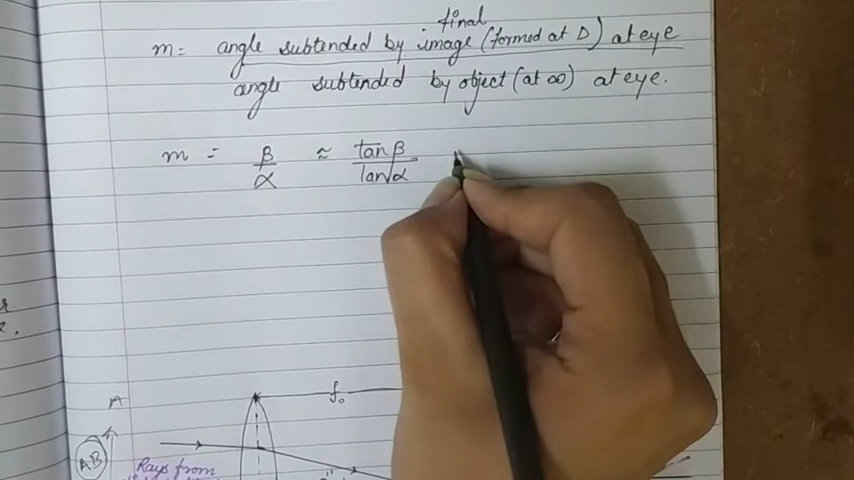 final
m = angle subtended by image (formed at D) at eye
angle subtended by object (at ∞) at eye.
m = β/α ≈ tanβ/tanα
A
f₀
AB
Rays from